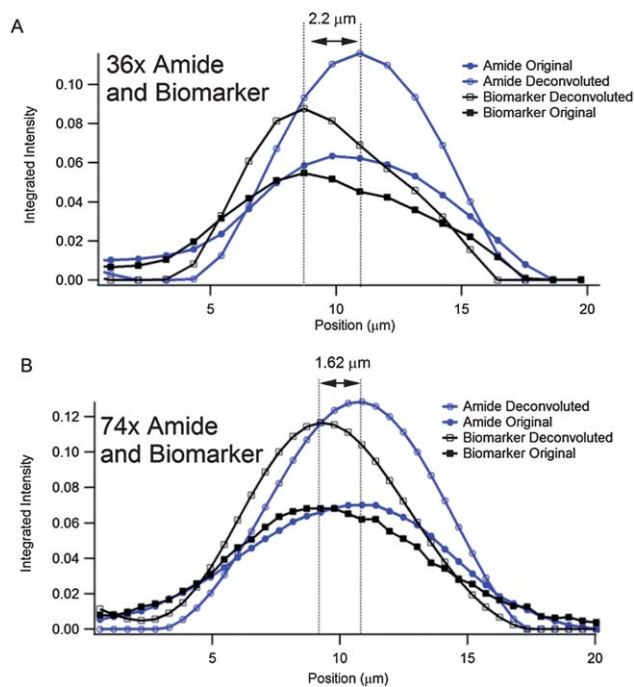 A
2.2 μm
36x Amide
and Biomarker
Amide Original
Amide Deconvoluted
Biomarker Deconvoluted
Biomarker Original
Integrated Intensity
0.10
0.08
0.06
0.04
0.02
0.00
5
10
15
20
Position (μm)
B
1.62 μm
74x Amide
and Biomarker
Amide Deconvoluted
Amide Original
Biomarker Deconvoluted
Biomarker Original
Integrated Intensity
0.12
0.10
0.08
0.06
0.04
0.02
0.00
5
10
15
20
Position (μm)